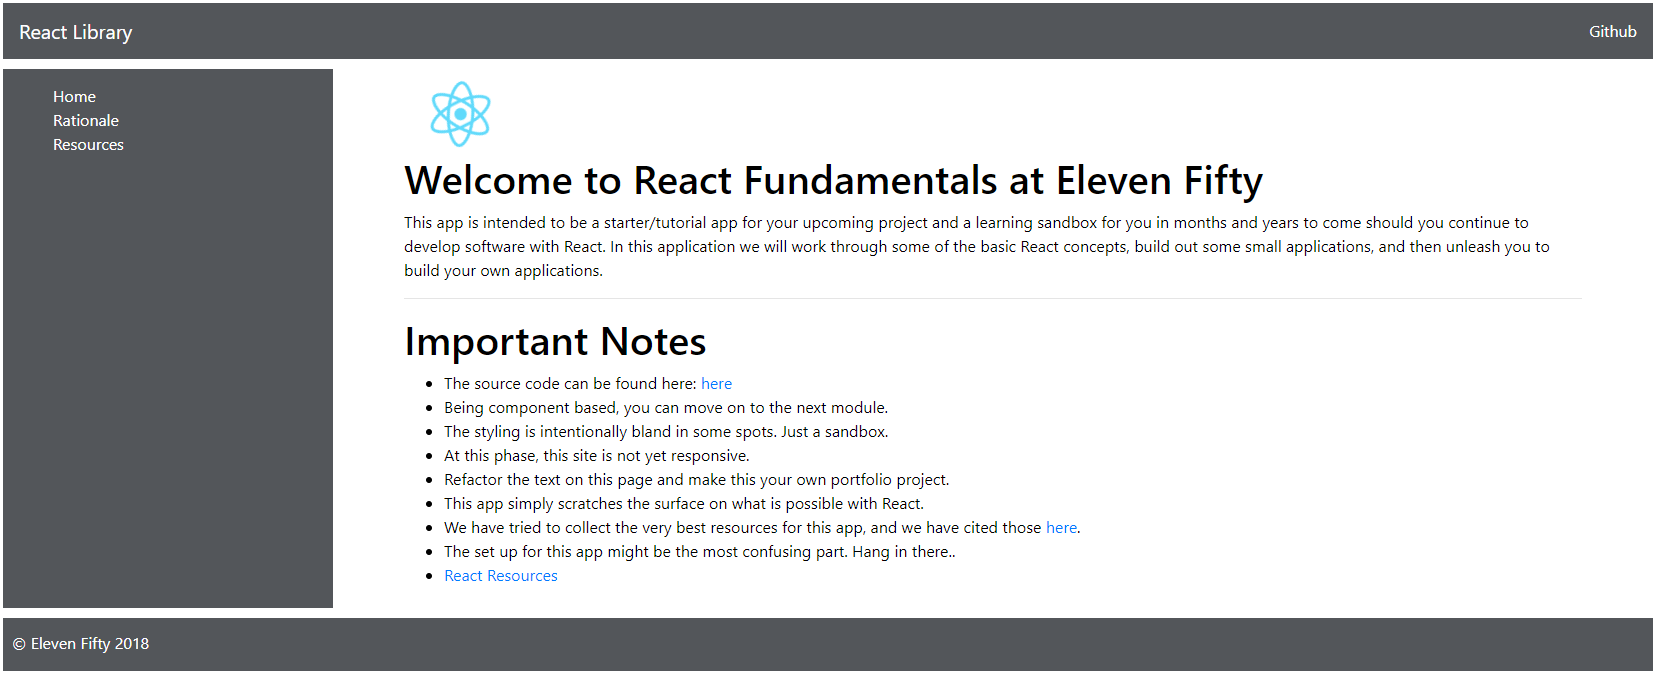 React Library
Github
Home
Rationale
Resources
Welcome to React Fundamentals at Eleven Fifty
This app is intended to be a starter/tutorial app for your upcoming project and a learning sandbox for you in months and years to come should you continue to
develop software with React. In this application we will work through some of the basic React concepts, build out some small applications, and then unleash you to
build your own applications.
Important Notes
• The source code can be found here: here
• Being component based, you can move on to the next module.
• The styling is intentionally bland in some spots. Just a sandbox.
• At this phase, this site is not yet responsive.
• Refactor the text on this page and make this your own portfolio project.
• This app simply scratches the surface on what is possible with React.
• We have tried to collect the very best resources for this app, and we have cited those here.
• The set up for this app might be the most confusing part. Hang in there..
• React Resources
© Eleven Fifty 2018